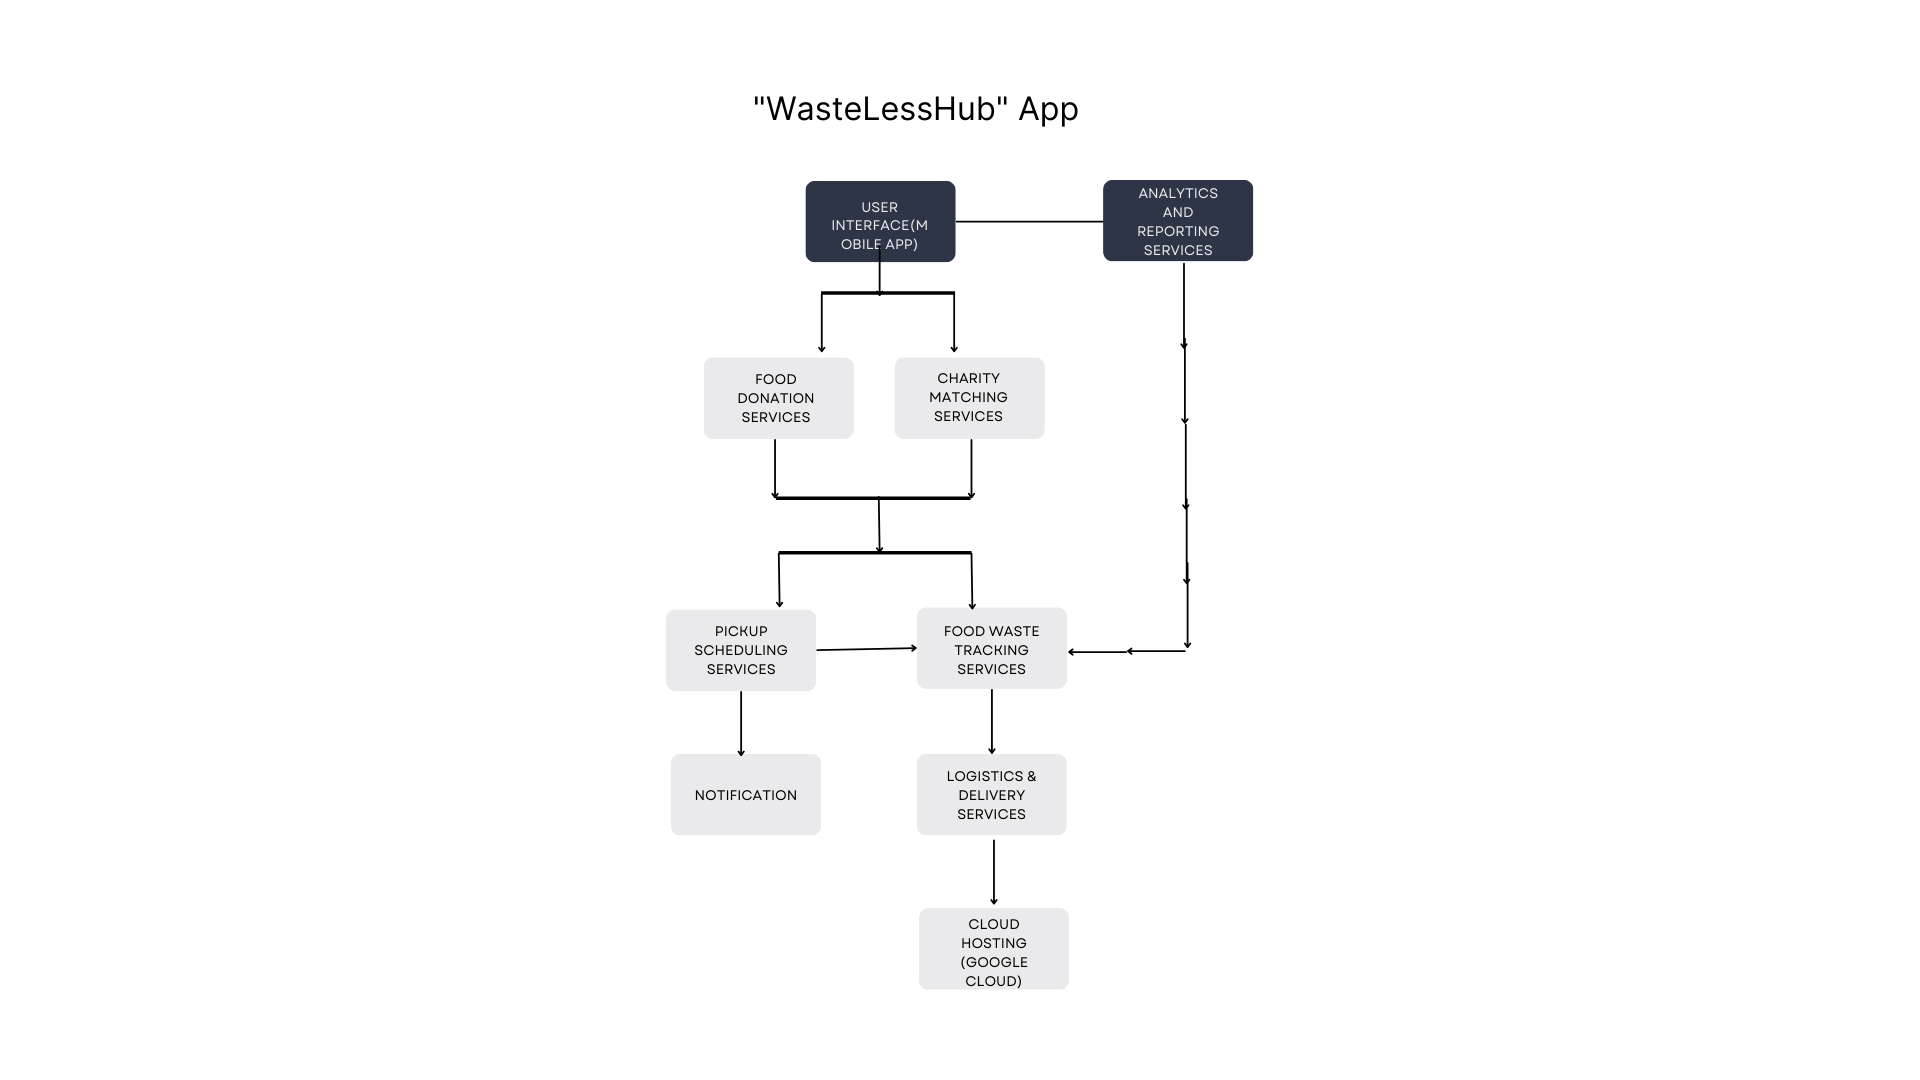 "WasteLessHub" App
USER
INTERFACE(M
OBILE APP)
ANALYTICS
AND
REPORTING
SERVICES
FOOD
DONATION
SERVICES
CHARITY
MATCHING
SERVICES
PICKUP
SCHEDULING
SERVICES
FOOD WASTE
TRACKING
SERVICES
NOTIFICATION
LOGISTICS &
DELIVERY
SERVICES
CLOUD
HOSTING
(GOOGLE
CLOUD)